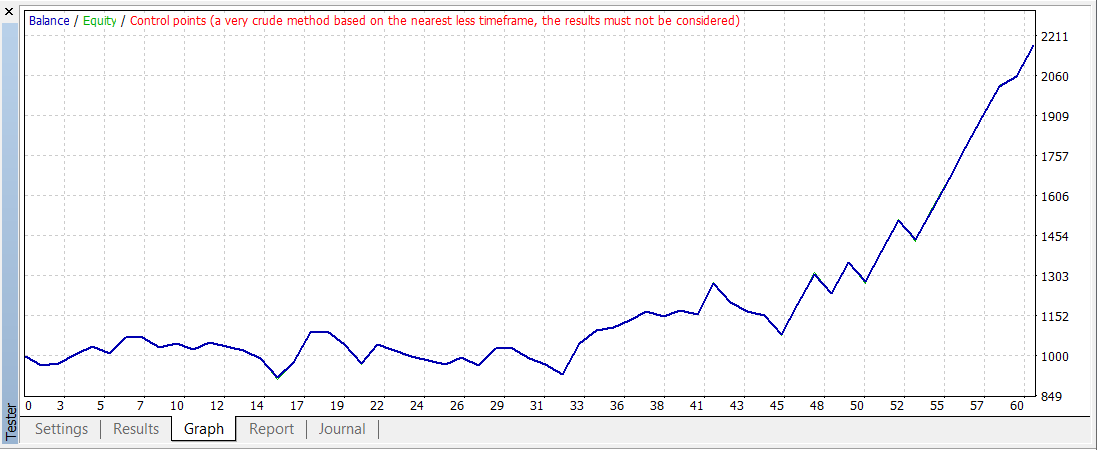 Balance / Equity / Control points (a very crude method based on the nearest less timeframe, the results must not be considered)
2211
2060
1909
1757
1606
1454
1303
1152
1000
849
0 3 5 7 10 12 14 17 19 22 24 26 29 31 33 36 38 41 43 45 48 50 52 55 57 60
Tester
Settings Results Graph Report Journal